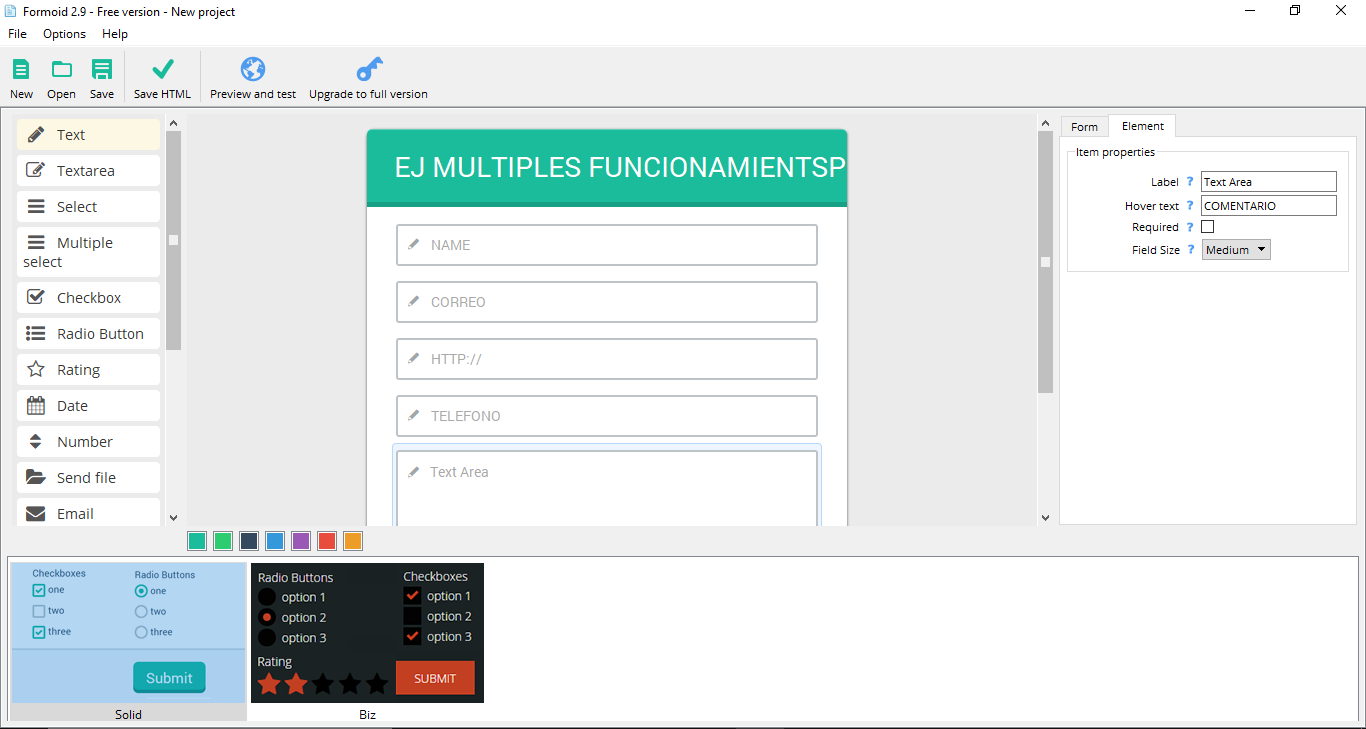 Formoid 2.9 - Free version - New project
File Options Help
New Open Save Save HTML Preview and test Upgrade to full version
Text
Textarea
Select
Multiple
select
Checkbox
Radio Button
Rating
Date
Number
Send file
Email
EJ MULTIPLES FUNCIONAMIENTSP
NAME
CORREO
HTTP://
TELEFONO
Text Area
Form Element
Item properties
Label ? Text Area
Hover text ? COMENTARIO
Required ?
Field Size ? Medium
Checkboxes
one
two
three
Radio Buttons
one
two
three
Submit
Solid
Radio Buttons
option 1
option 2
option 3
Checkboxes
option 1
option 2
option 3
Rating
SUBMIT
Biz